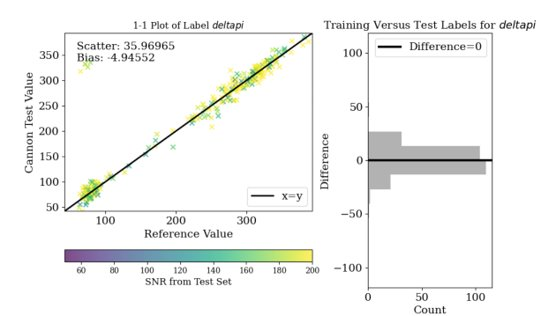 1-1 Plot of Label deltapi
Scatter: 35.96965
Bias: -4.94552
350
300
250
200
150
100
50
Cannon Test Value
x=y
100
200
300
Reference Value
60
80
100
120
140
160
180
200
SNR from Test Set
Training Versus Test Labels for deltapi
Difference=0
100
50
0
−50
−100
Difference
0
50
100
Count